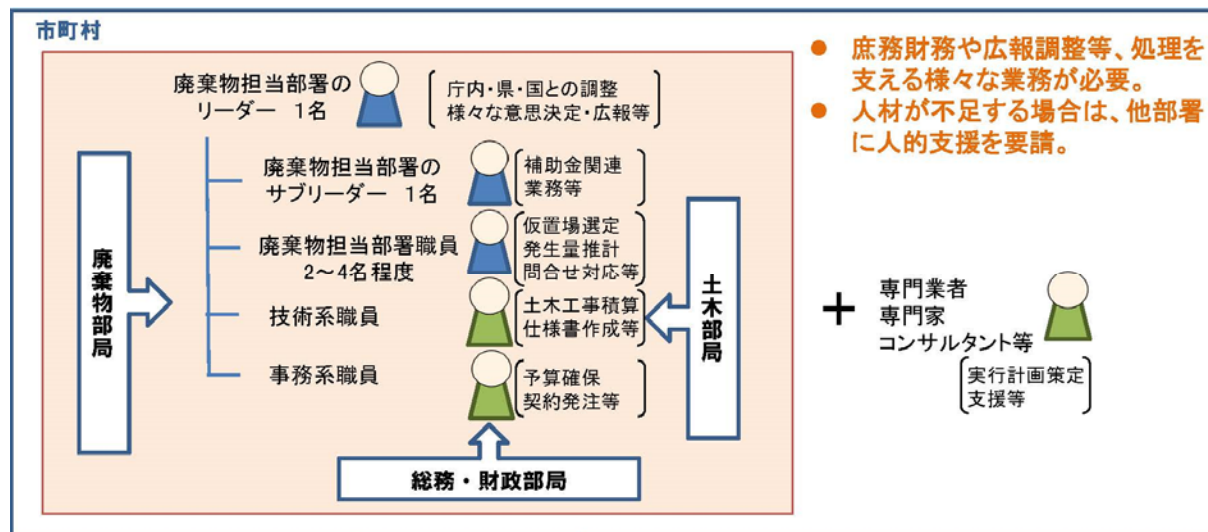 市町村
廃棄物担当部署の
リーダー 1名
庁内・県・国との調整
様々な意思決定・広報等
廃棄物担当部署の
サブリーダー 1名
補助金関連
業務等
廃棄物担当部署職員
2～4名程度
仮置場選定
発生量推計
問合せ対応等
技術系職員
土木工事積算
仕様書作成等
事務系職員
予算確保
契約発注等
廃棄物部局
土木部局
総務・財政部局
● 庶務財務や広報調整等、処理を
支える様々な業務が必要。
● 人材が不足する場合は、他部署
に人的支援を要請。
＋
専門業者
専門家
コンサルタント等
実行計画策定
支援等